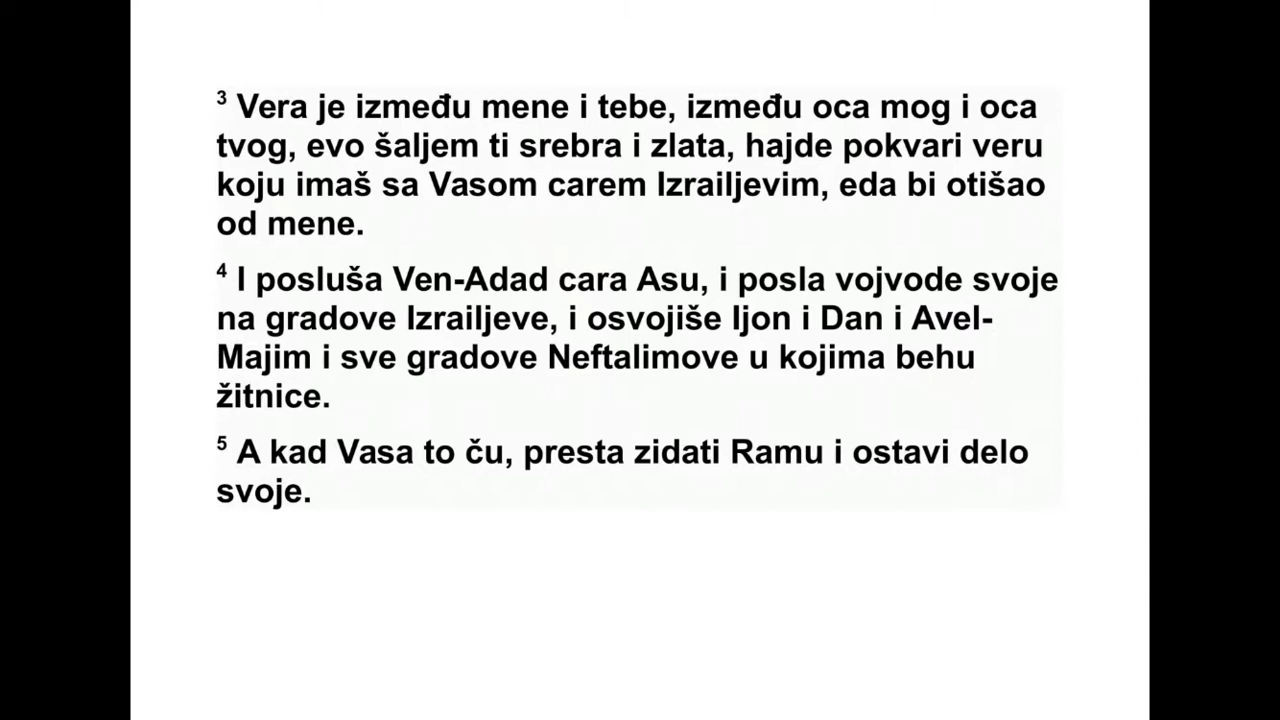 3 Vera je između mene i tebe, između oca mog i oca
tvog, evo šaljem ti srebra i zlata, hajde pokvari veru
koju imaš sa Vasom carem Izrailjevim, eda bi otišao
od mene.
4 I posluša Ven-Adad cara Asu, i posla vojvode svoje
na gradove Izrailjeve, i osvojiše Ijon i Dan i Avel-
Majim i sve gradove Neftalimove u kojima behu
žitnice.
5 A kad Vasa to ču, presta zidati Ramu i ostavi delo
svoje.